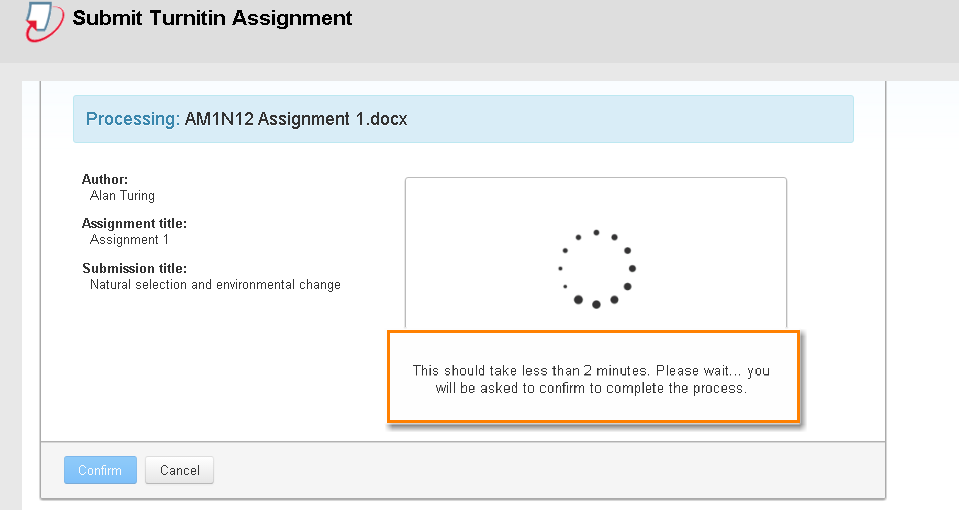 Submit Turnitin Assignment
Processing: AM1N12 Assignment 1.docx
Author:
Alan Turing
Assignment title:
Assignment 1
Submission title:
Natural selection and environmental change
This should take less than 2 minutes. Please wait... you
will be asked to confirm to complete the process.
Confirm
Cancel